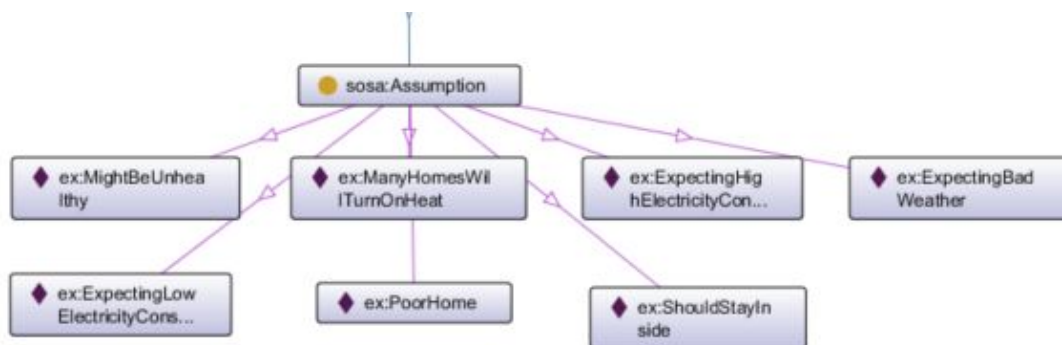 sosa:Assumption
ex:MightBeUnhea
lthy
ex:ManyHomesWil
lTurnOnHeat
ex:ExpectingHig
hElectricityCon...
ex:ExpectingBad
Weather
ex:ExpectingLow
ElectricityCons...
ex:PoorHome
ex:ShouldStayIn
side